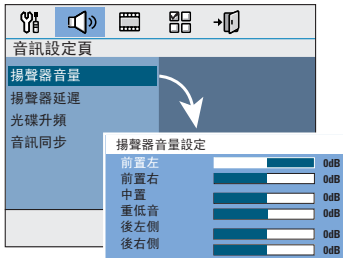 音訊設定頁
揚聲器音量
揚聲器延遲
光碟升頻
音訊同步
揚聲器音量設定
前置左 0dB
前置右 0dB
中置 0dB
重低音 0dB
後左側 0dB
後右側 0dB